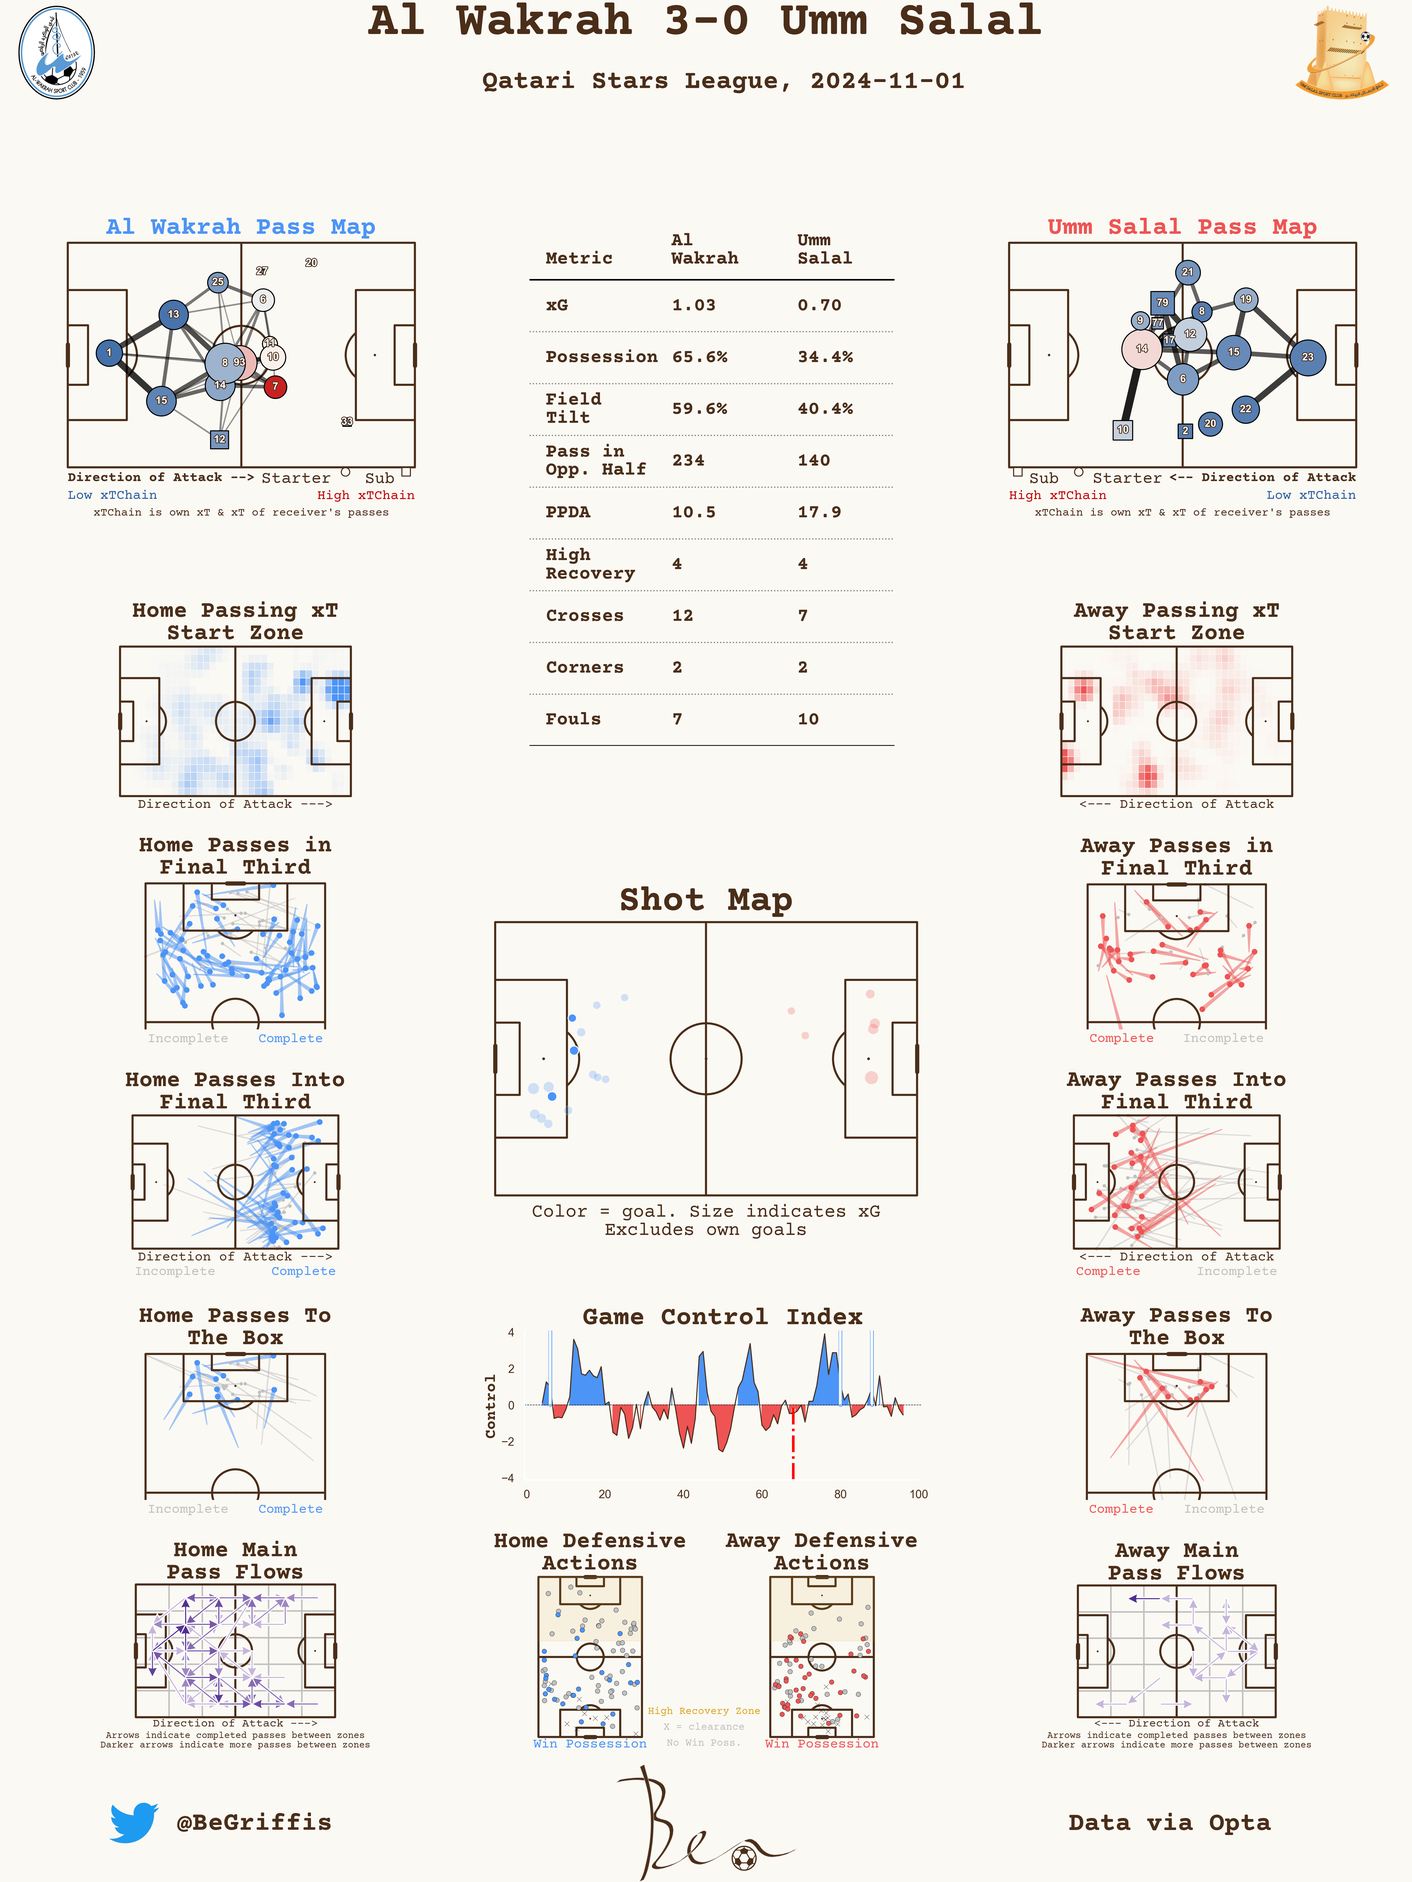 Al Wakrah 3-0 Umm Salal
Qatari Stars League, 2024-11-01
Al Wakrah Pass Map
20
27
25
6
13
11
1
8
93
10
14
7
15
33
12
Direction of Attack --> Starter Sub
Low xTChain High xTChain
xTChain is own xT & xT of receiver's passes
Metric Al Wakrah Umm Salal
xG 1.03 0.70
Possession 65.6% 34.4%
Field Tilt 59.6% 40.4%
Pass in Opp. Half 234 140
PPDA 10.5 17.9
High Recovery 4 4
Crosses 12 7
Corners 2 2
Fouls 7 10
Umm Salal Pass Map
21
79
19
8
9
77
12
17
14
15
23
6
22
10
2
20
Sub Starter <-- Direction of Attack
High xTChain Low xTChain
xTChain is own xT & xT of receiver's passes
Home Passing xT
Start Zone
Direction of Attack --->
Away Passing xT
Start Zone
<--- Direction of Attack
Home Passes in
Final Third
Incomplete Complete
Away Passes in
Final Third
Complete Incomplete
Shot Map
Color = goal. Size indicates xG
Excludes own goals
Home Passes Into
Final Third
Direction of Attack --->
Incomplete Complete
Away Passes Into
Final Third
<--- Direction of Attack
Complete Incomplete
Home Passes To
The Box
Incomplete Complete
Game Control Index
Control
4
2
0
−2
−4
0 20 40 60 80 100
Away Passes To
The Box
Complete Incomplete
Home Main
Pass Flows
Direction of Attack --->
Arrows indicate completed passes between zones
Darker arrows indicate more passes between zones
Home Defensive
Actions
Win Possession
Away Defensive
Actions
Win Possession
High Recovery Zone
X = clearance
No Win Poss.
Away Main
Pass Flows
<--- Direction of Attack
Arrows indicate completed passes between zones
Darker arrows indicate more passes between zones
@BeGriffis
Ben
Data via Opta